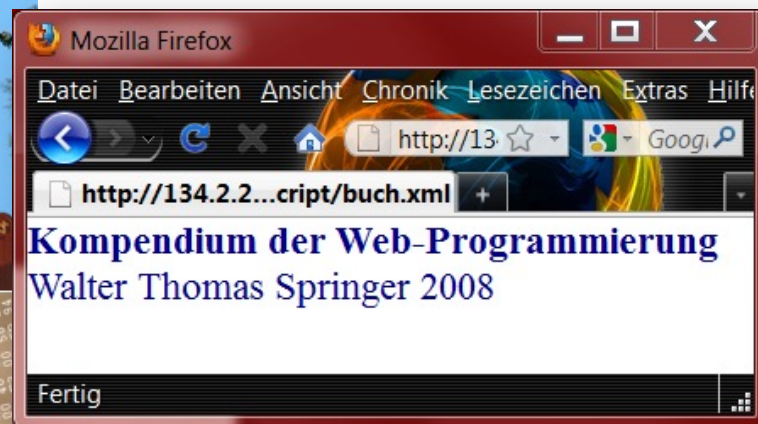 Mozilla Firefox
Datei Bearbeiten Ansicht Chronik Lesezeichen Extras Hilfe
http://13 Googl
http://134.2.2...cript/buch.xml +
Kompendium der Web-Programmierung
Walter Thomas Springer 2008
Fertig